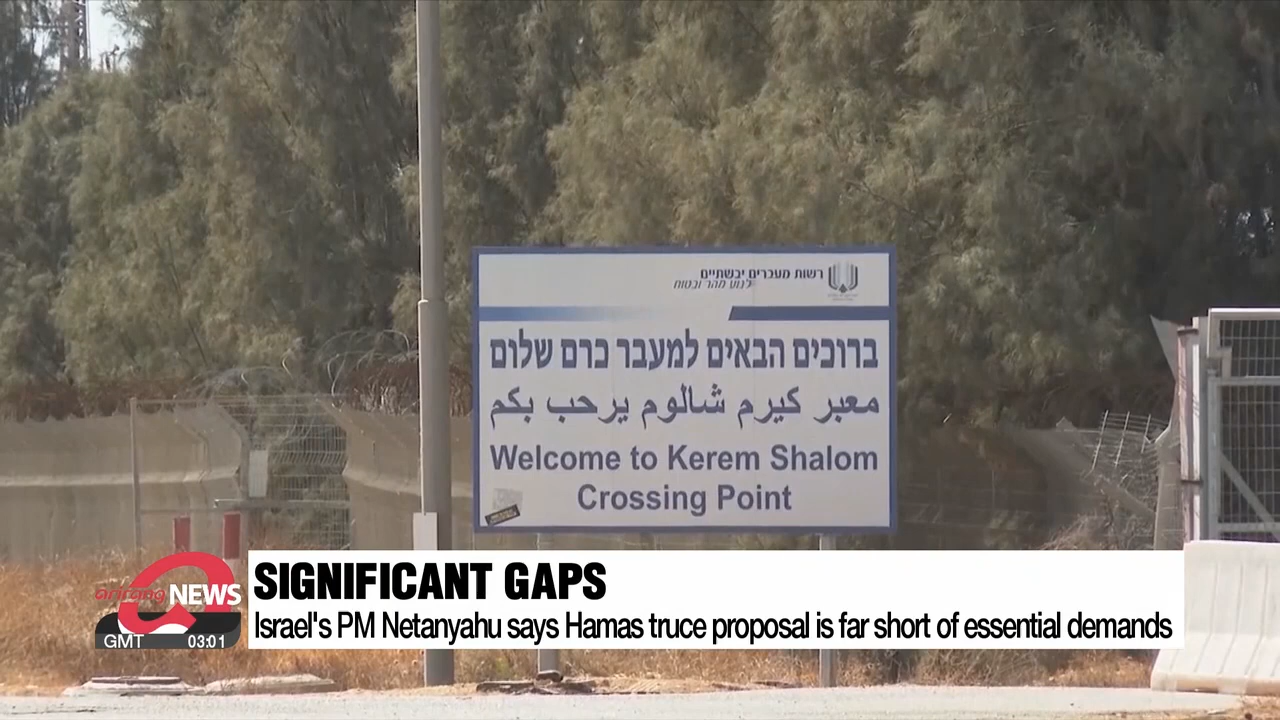 רשות מעברים יבשתיים
לנוע מהר ובטוח
ברוכים הבאים למעבר כרם שלום
معبر كيرم شالوم يرحب بكم
Welcome to Kerem Shalom
Crossing Point
SIGNIFICANT GAPS
Israel's PM Netanyahu says Hamas truce proposal is far short of essential demands
arirang NEWS
GMT 03:01